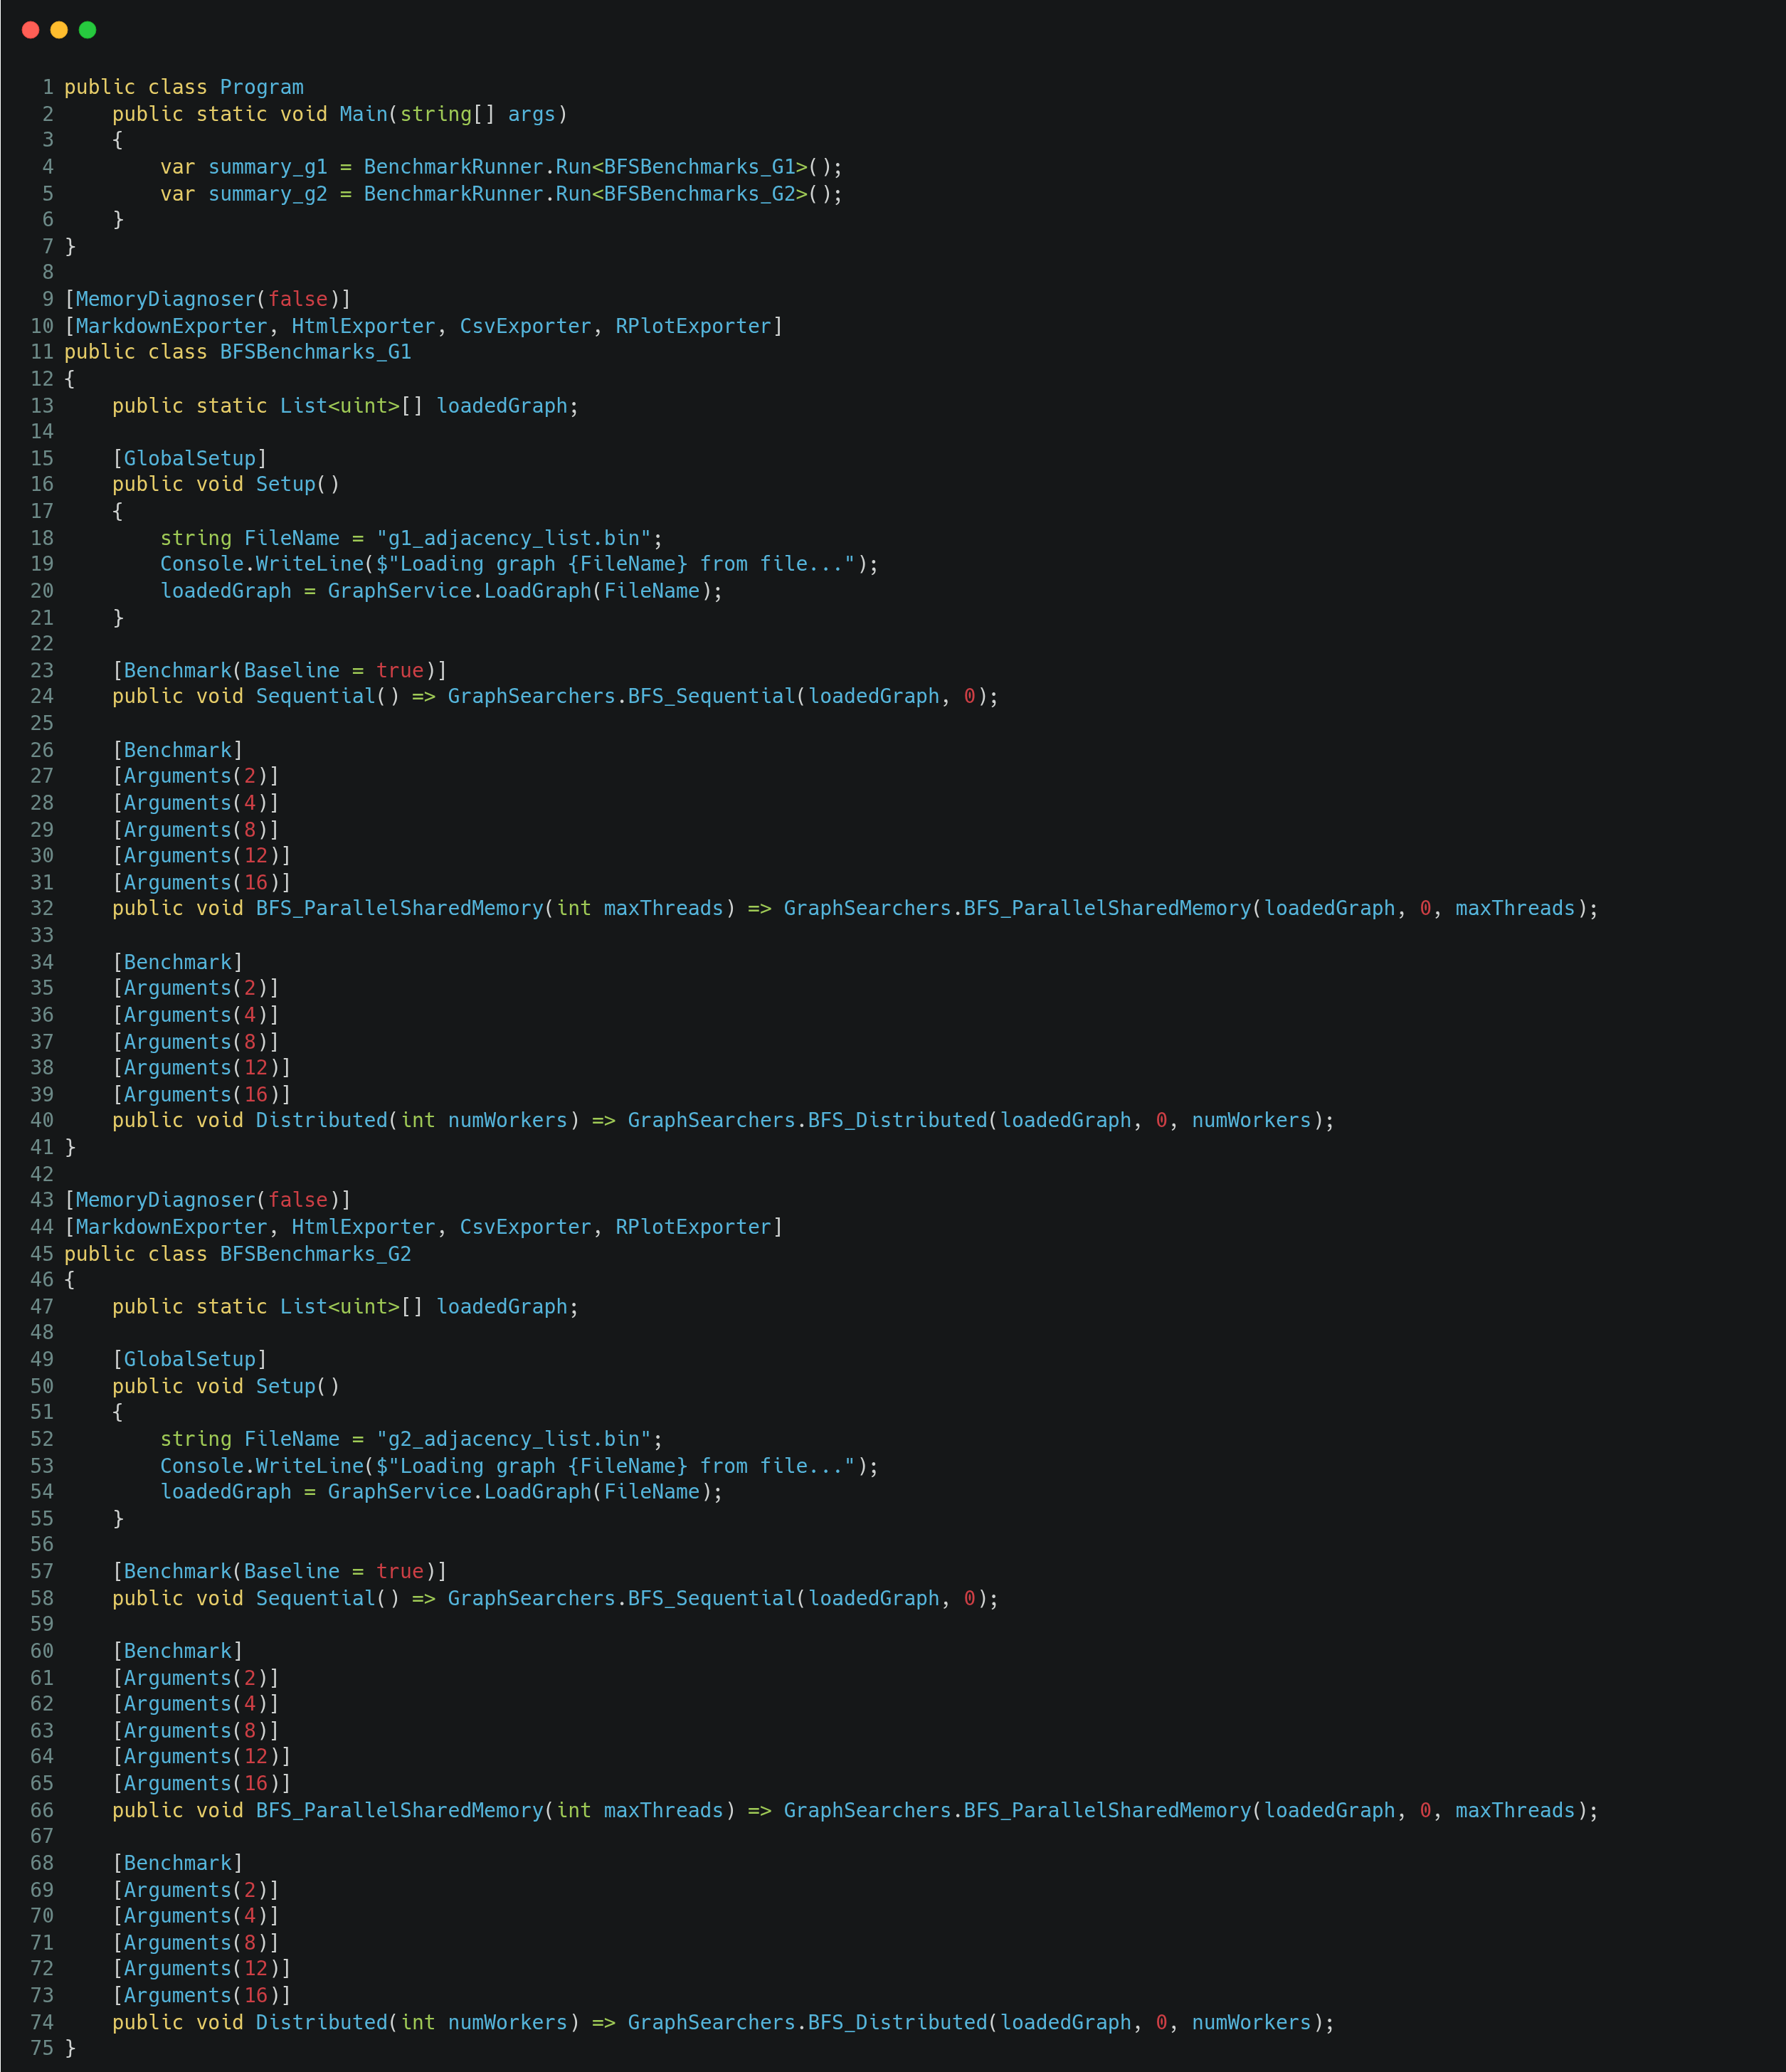 1 public class Program
2     public static void Main(string[] args)
3     {
4         var summary_g1 = BenchmarkRunner.Run<BFSBenchmarks_G1>();
5         var summary_g2 = BenchmarkRunner.Run<BFSBenchmarks_G2>();
6     }
7 }
8
9 [MemoryDiagnoser(false)]
10 [MarkdownExporter, HtmlExporter, CsvExporter, RPlotExporter]
11 public class BFSBenchmarks_G1
12 {
13     public static List<uint>[] loadedGraph;
14
15     [GlobalSetup]
16     public void Setup()
17     {
18         string FileName = "g1_adjacency_list.bin";
19         Console.WriteLine($"Loading graph {FileName} from file...");
20         loadedGraph = GraphService.LoadGraph(FileName);
21     }
22
23     [Benchmark(Baseline = true)]
24     public void Sequential() => GraphSearchers.BFS_Sequential(loadedGraph, 0);
25
26     [Benchmark]
27     [Arguments(2)]
28     [Arguments(4)]
29     [Arguments(8)]
30     [Arguments(12)]
31     [Arguments(16)]
32     public void BFS_ParallelSharedMemory(int maxThreads) => GraphSearchers.BFS_ParallelSharedMemory(loadedGraph, 0, maxThreads);
33
34     [Benchmark]
35     [Arguments(2)]
36     [Arguments(4)]
37     [Arguments(8)]
38     [Arguments(12)]
39     [Arguments(16)]
40     public void Distributed(int numWorkers) => GraphSearchers.BFS_Distributed(loadedGraph, 0, numWorkers);
41 }
42
43 [MemoryDiagnoser(false)]
44 [MarkdownExporter, HtmlExporter, CsvExporter, RPlotExporter]
45 public class BFSBenchmarks_G2
46 {
47     public static List<uint>[] loadedGraph;
48
49     [GlobalSetup]
50     public void Setup()
51     {
52         string FileName = "g2_adjacency_list.bin";
53         Console.WriteLine($"Loading graph {FileName} from file...");
54         loadedGraph = GraphService.LoadGraph(FileName);
55     }
56
57     [Benchmark(Baseline = true)]
58     public void Sequential() => GraphSearchers.BFS_Sequential(loadedGraph, 0);
59
60     [Benchmark]
61     [Arguments(2)]
62     [Arguments(4)]
63     [Arguments(8)]
64     [Arguments(12)]
65     [Arguments(16)]
66     public void BFS_ParallelSharedMemory(int maxThreads) => GraphSearchers.BFS_ParallelSharedMemory(loadedGraph, 0, maxThreads);
67
68     [Benchmark]
69     [Arguments(2)]
70     [Arguments(4)]
71     [Arguments(8)]
72     [Arguments(12)]
73     [Arguments(16)]
74     public void Distributed(int numWorkers) => GraphSearchers.BFS_Distributed(loadedGraph, 0, numWorkers);
75 }